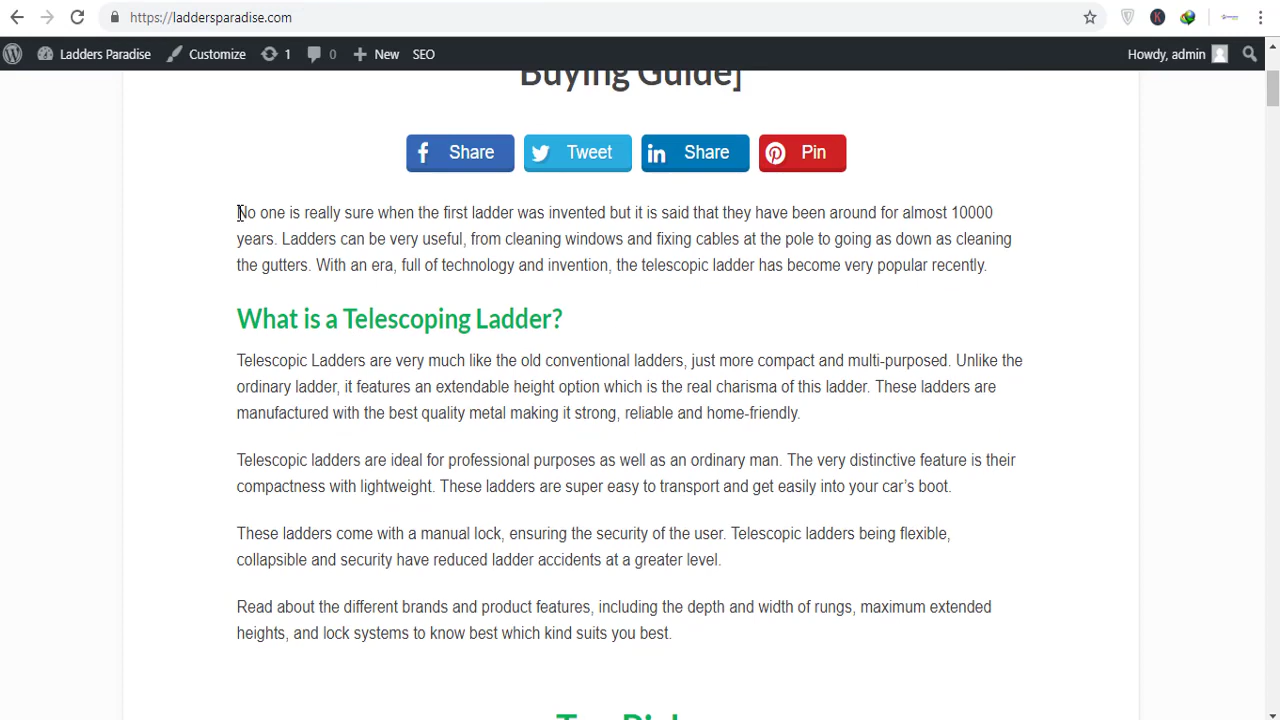 https://laddersparadise.com
Ladders Paradise Customize 1 0 New SEO Howdy, admin
Buying Guide]
Share Tweet Share Pin
No one is really sure when the first ladder was invented but it is said that they have been around for almost 10000
years. Ladders can be very useful, from cleaning windows and fixing cables at the pole to going as down as cleaning
the gutters. With an era, full of technology and invention, the telescopic ladder has become very popular recently.
What is a Telescoping Ladder?
Telescopic Ladders are very much like the old conventional ladders, just more compact and multi-purposed. Unlike the
ordinary ladder, it features an extendable height option which is the real charisma of this ladder. These ladders are
manufactured with the best quality metal making it strong, reliable and home-friendly.
Telescopic ladders are ideal for professional purposes as well as an ordinary man. The very distinctive feature is their
compactness with lightweight. These ladders are super easy to transport and get easily into your car’s boot.
These ladders come with a manual lock, ensuring the security of the user. Telescopic ladders being flexible,
collapsible and security have reduced ladder accidents at a greater level.
Read about the different brands and product features, including the depth and width of rungs, maximum extended
heights, and lock systems to know best which kind suits you best.